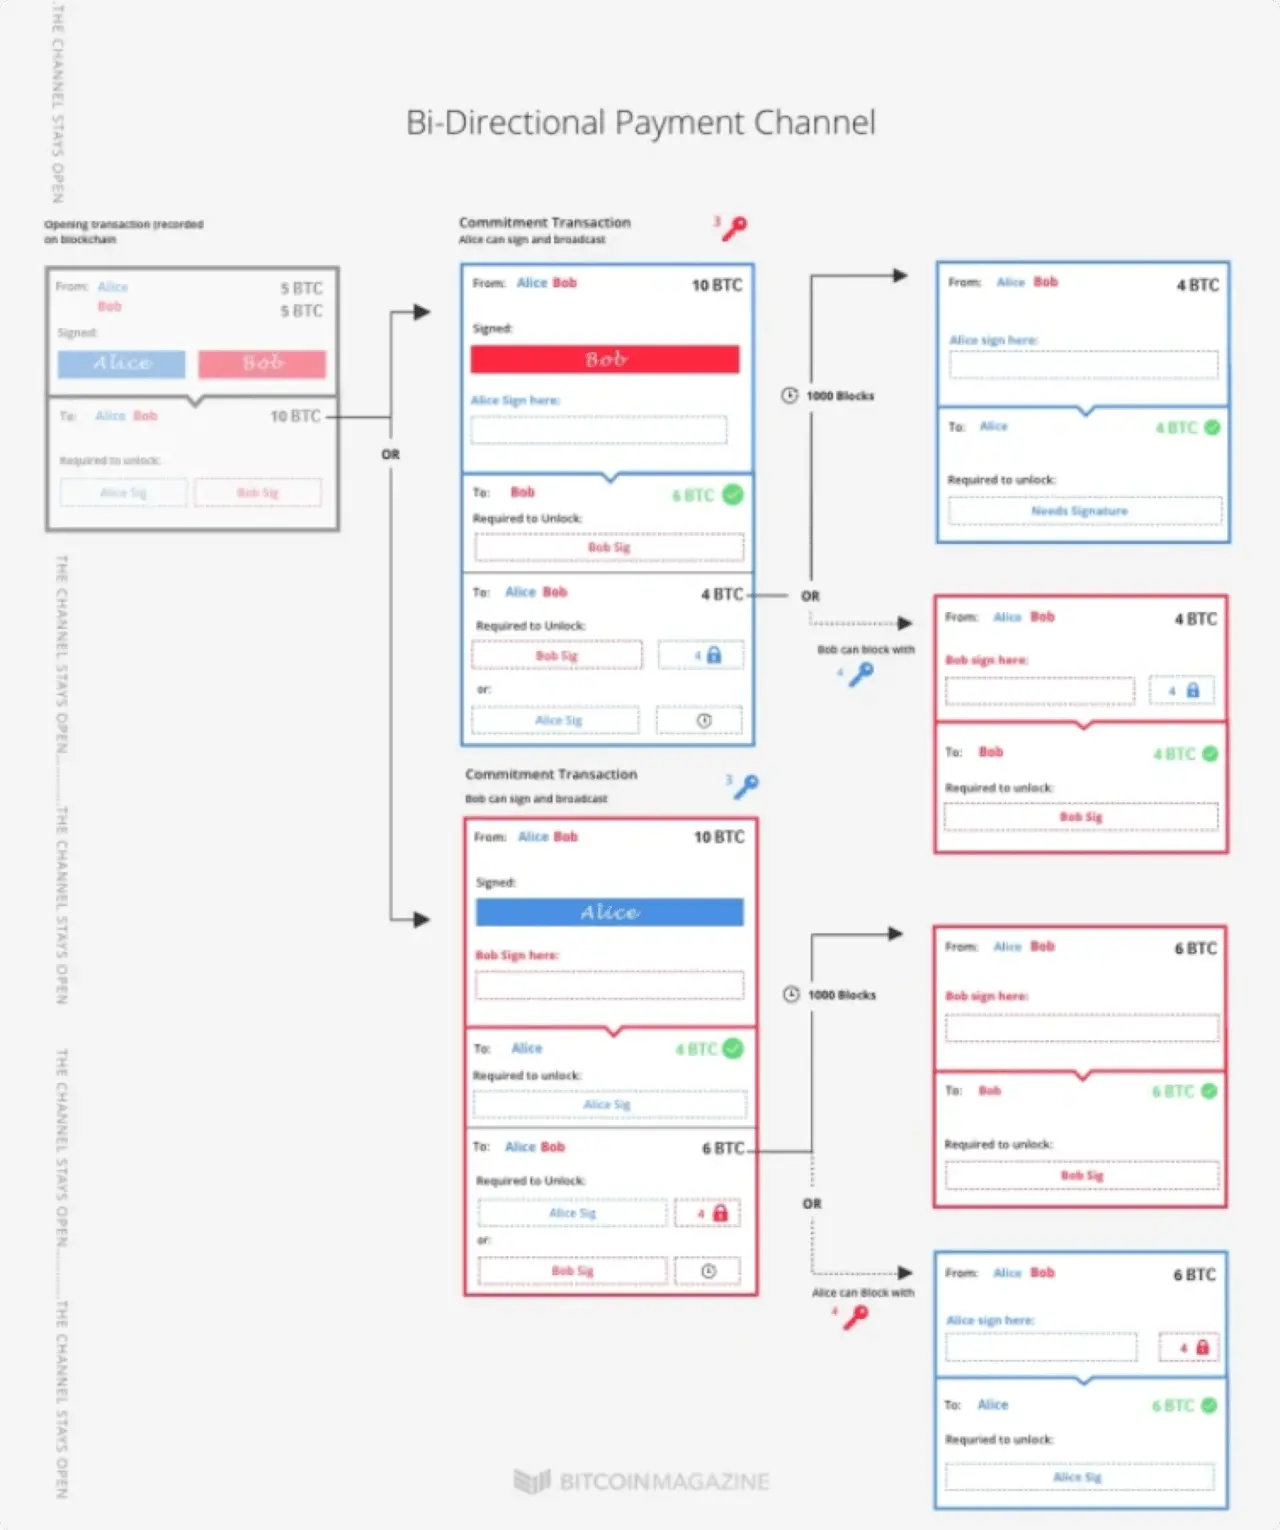 ..THE CHANNEL STAYS OPEN
Bi-Directional Payment Channel
Opening transaction (recorded
on blockchain
From: Alice 5 BTC
Bob 5 BTC
Signed:
Alice Bob
To: Alice Bob 10 BTC
Required to unlock:
Alice Sig Bob Sig
OR
THE CHANNEL STAYS OPEN..........THE CHANNEL STAYS OPEN
THE CHANNEL STAYS OPEN..........THE CHANNEL STAYS OPEN
Commitment Transaction
Alice can sign and broadcast
3
From: Alice Bob 10 BTC
Signed:
Bob
Alice Sign here:
To: Bob 6 BTC
Required to Unlock:
Bob Sig
To: Alice Bob 4 BTC
Required to Unlock:
Bob Sig 4
or:
Alice Sig
1000 Blocks
OR
Bob can block with
4
From: Alice Bob 4 BTC
Alice sign here:
To: Alice 4 BTC
Required to unlock:
Needs Signature
From: Alice Bob 4 BTC
Bob sign here:
4
To: Bob 4 BTC
Required to unlock:
Bob Sig
Commitment Transaction
3
Bob can sign and broadcast
From: Alice Bob 10 BTC
Signed:
Alice
Bob Sign here:
To: Alice 4 BTC
Required to unlock:
Alice Sig
To: Alice Bob 6 BTC
Required to Unlock:
Alice Sig 4
or:
Bob Sig
1000 Blocks
OR
Alice can Block with
4
From: Alice Bob 6 BTC
Bob sign here:
To: Bob 6 BTC
Required to unlock:
Bob Sig
From: Alice Bob 6 BTC
Alice sign here:
4
To: Alice 6 BTC
Requried to unlock:
Alice Sig
BITCOINMAGAZINE